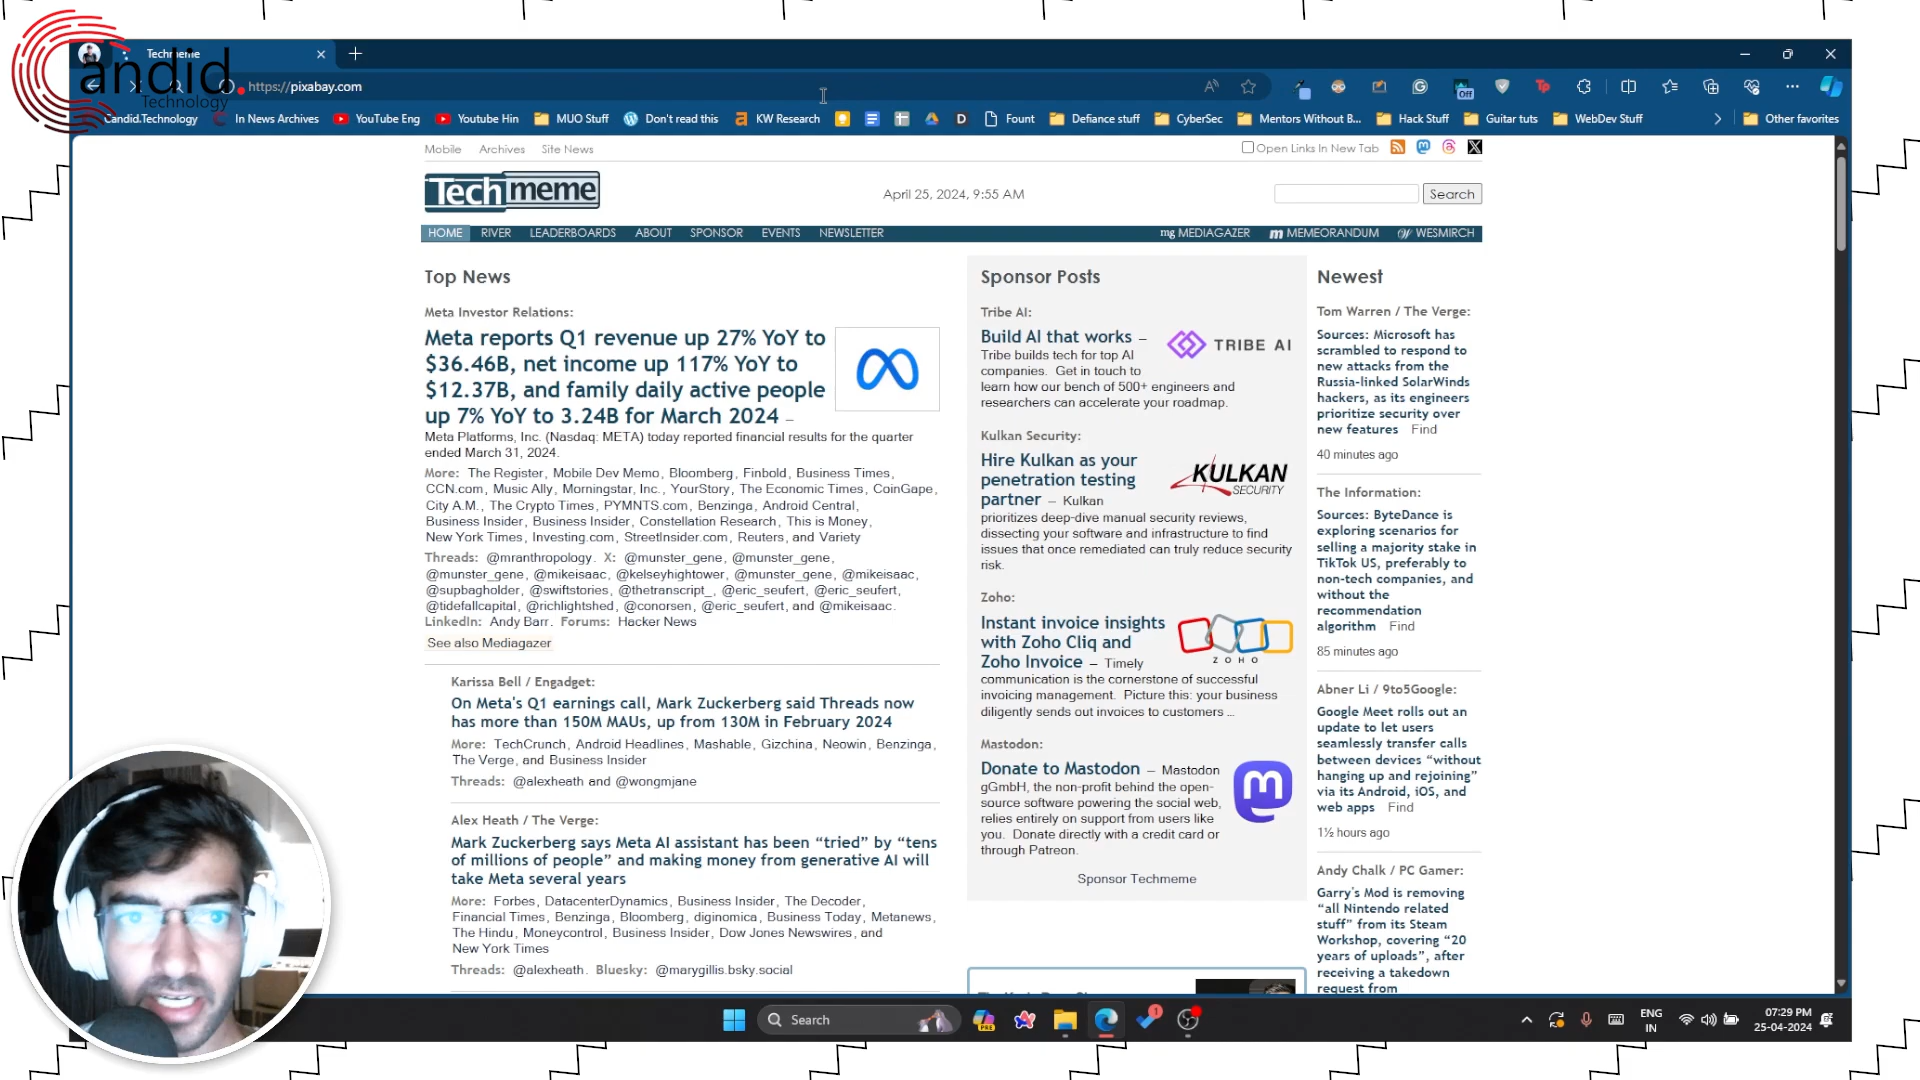 Candid
Technology
Techmeme
https://pixabay.com
Candid.Technology
In News Archives
YouTube Eng
Youtube Hin
MUO Stuff
Don't read this
KW Research
Fount
Defiance stuff
CyberSec
Mentors Without B...
Hack Stuff
Guitar tuts
WebDev Stuff
Other favorites
Mobile Archives Site News
Open Links In New Tab
Techmeme
April 25, 2024, 9:55 AM
Search
HOME RIVER LEADERBOARDS ABOUT SPONSOR EVENTS NEWSLETTER
mg MEDIAGAZER m MEMEORANDUM W WESMIRCH
Top News
Meta Investor Relations:
Meta reports Q1 revenue up 27% YoY to
$36.46B, net income up 117% YoY to
$12.37B, and family daily active people
up 7% YoY to 3.24B for March 2024 –
Meta Platforms, Inc. (Nasdaq: META) today reported financial results for the quarter
ended March 31, 2024.
More: The Register, Mobile Dev Memo, Bloomberg, Finbold, Business Times,
CCN.com, Music Ally, Morningstar, Inc., YourStory, The Economic Times, CoinGape,
City A.M., The Crypto Times, PYMNTS.com, Benzinga, Android Central,
Business Insider, Business Insider, Constellation Research, This is Money,
New York Times, Investing.com, StreetInsider.com, Reuters, and Variety
Threads: @mranthropology. X: @munster_gene, @munster_gene,
@munster_gene, @mikeisaac, @kelseyhightower, @munster_gene, @mikeisaac,
@supbagholder, @swiftstories, @thetranscript_, @eric_seufert, @eric_seufert,
@tidefallcapital, @richlightshed, @conorsen, @eric_seufert, and @mikeisaac.
LinkedIn: Andy Barr. Forums: Hacker News
See also Mediagazer
Karissa Bell / Engadget:
On Meta's Q1 earnings call, Mark Zuckerberg said Threads now
has more than 150M MAUs, up from 130M in February 2024
More: TechCrunch, Android Headlines, Mashable, Gizchina, Neowin, Benzinga,
The Verge, and Business Insider
Threads: @alexheath and @wongmjane
Alex Heath / The Verge:
Mark Zuckerberg says Meta AI assistant has been “tried” by “tens
of millions of people” and making money from generative AI will
take Meta several years
More: Forbes, DatacenterDynamics, Business Insider, The Decoder,
Financial Times, Benzinga, Bloomberg, diginomica, Business Today, Metanews,
The Hindu, Moneycontrol, Business Insider, Dow Jones Newswires, and
New York Times
Threads: @alexheath. Bluesky: @marygillis.bsky.social
Sponsor Posts
Tribe AI:
Build AI that works –
TRIBE AI
Tribe builds tech for top AI
companies. Get in touch to
learn how our bench of 500+ engineers and
researchers can accelerate your roadmap.
Kulkan Security:
Hire Kulkan as your
penetration testing
partner – Kulkan
KULKAN
SECURITY
prioritizes deep-dive manual security reviews,
dissecting your software and infrastructure to find
issues that once remediated can truly reduce security
risk.
Zoho:
Instant invoice insights
with Zoho Cliq and
Zoho Invoice – Timely
ZOHO
communication is the cornerstone of successful
invoicing management. Picture this: your business
diligently sends out invoices to customers ...
Mastodon:
Donate to Mastodon – Mastodon
gGmbH, the non-profit behind the open-
source software powering the social web,
relies entirely on support from users like
you. Donate directly with a credit card or
through Patreon.
Sponsor Techmeme
Newest
Tom Warren / The Verge:
Sources: Microsoft has
scrambled to respond to
new attacks from the
Russia-linked SolarWinds
hackers, as its engineers
prioritize security over
new features Find
40 minutes ago
The Information:
Sources: ByteDance is
exploring scenarios for
selling a majority stake in
TikTok US, preferably to
non-tech companies, and
without the
recommendation
algorithm Find
85 minutes ago
Abner Li / 9to5Google:
Google Meet rolls out an
update to let users
seamlessly transfer calls
between devices “without
hanging up and rejoining”
via its Android, iOS, and
web apps Find
1½ hours ago
Andy Chalk / PC Gamer:
Garry's Mod is removing
“all Nintendo related
stuff” from its Steam
Workshop, covering “20
years of uploads”, after
receiving a takedown
request from
Search
ENG
IN
07:29 PM
25-04-2024